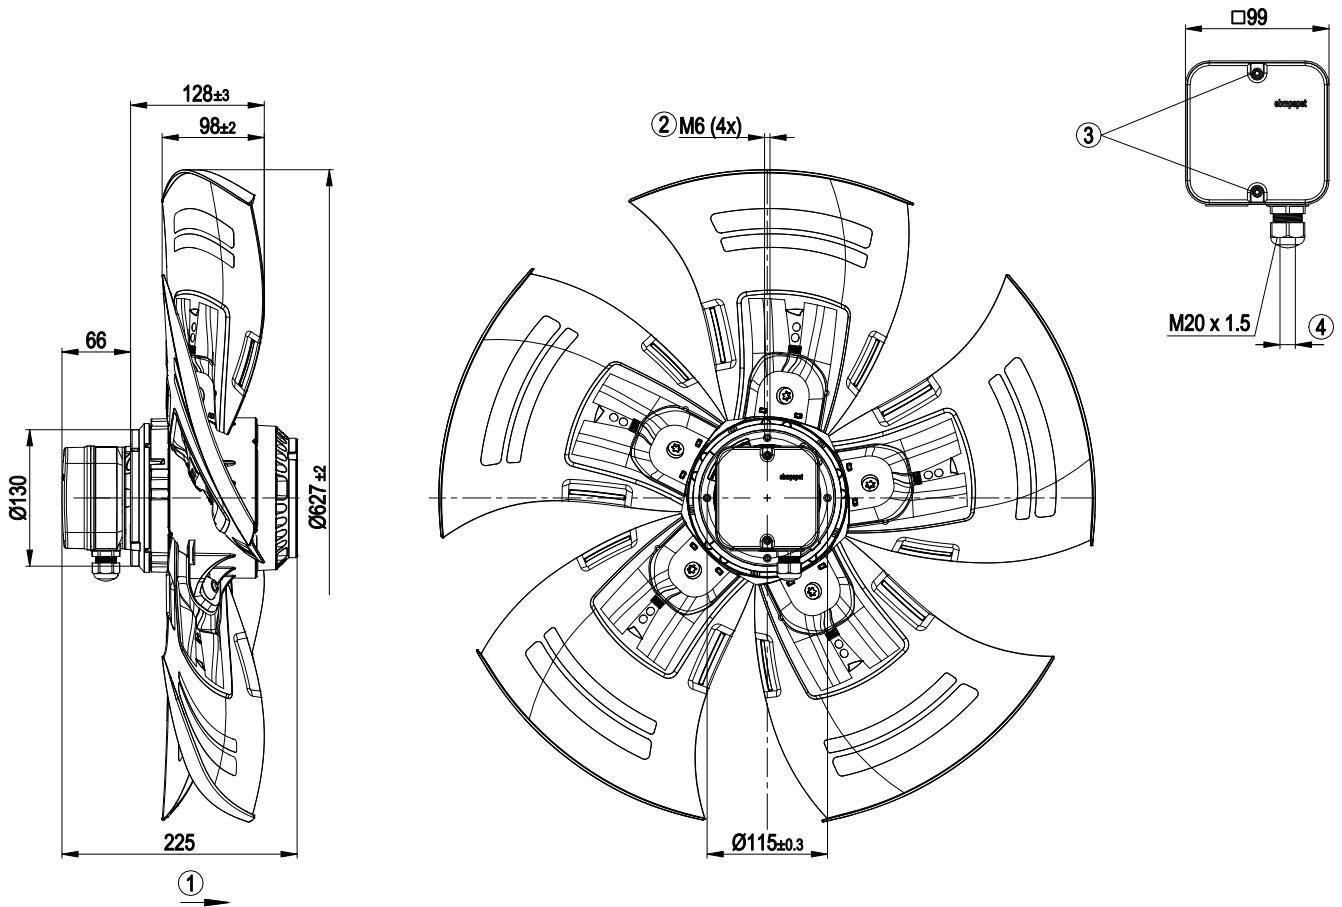 □99
128±3
98±2
② M6 (4x)
ebmpapst
③
M20 x 1.5
④
66
Ø130
Ø627±2
ebmpapst
225
Ø115±0.3
①